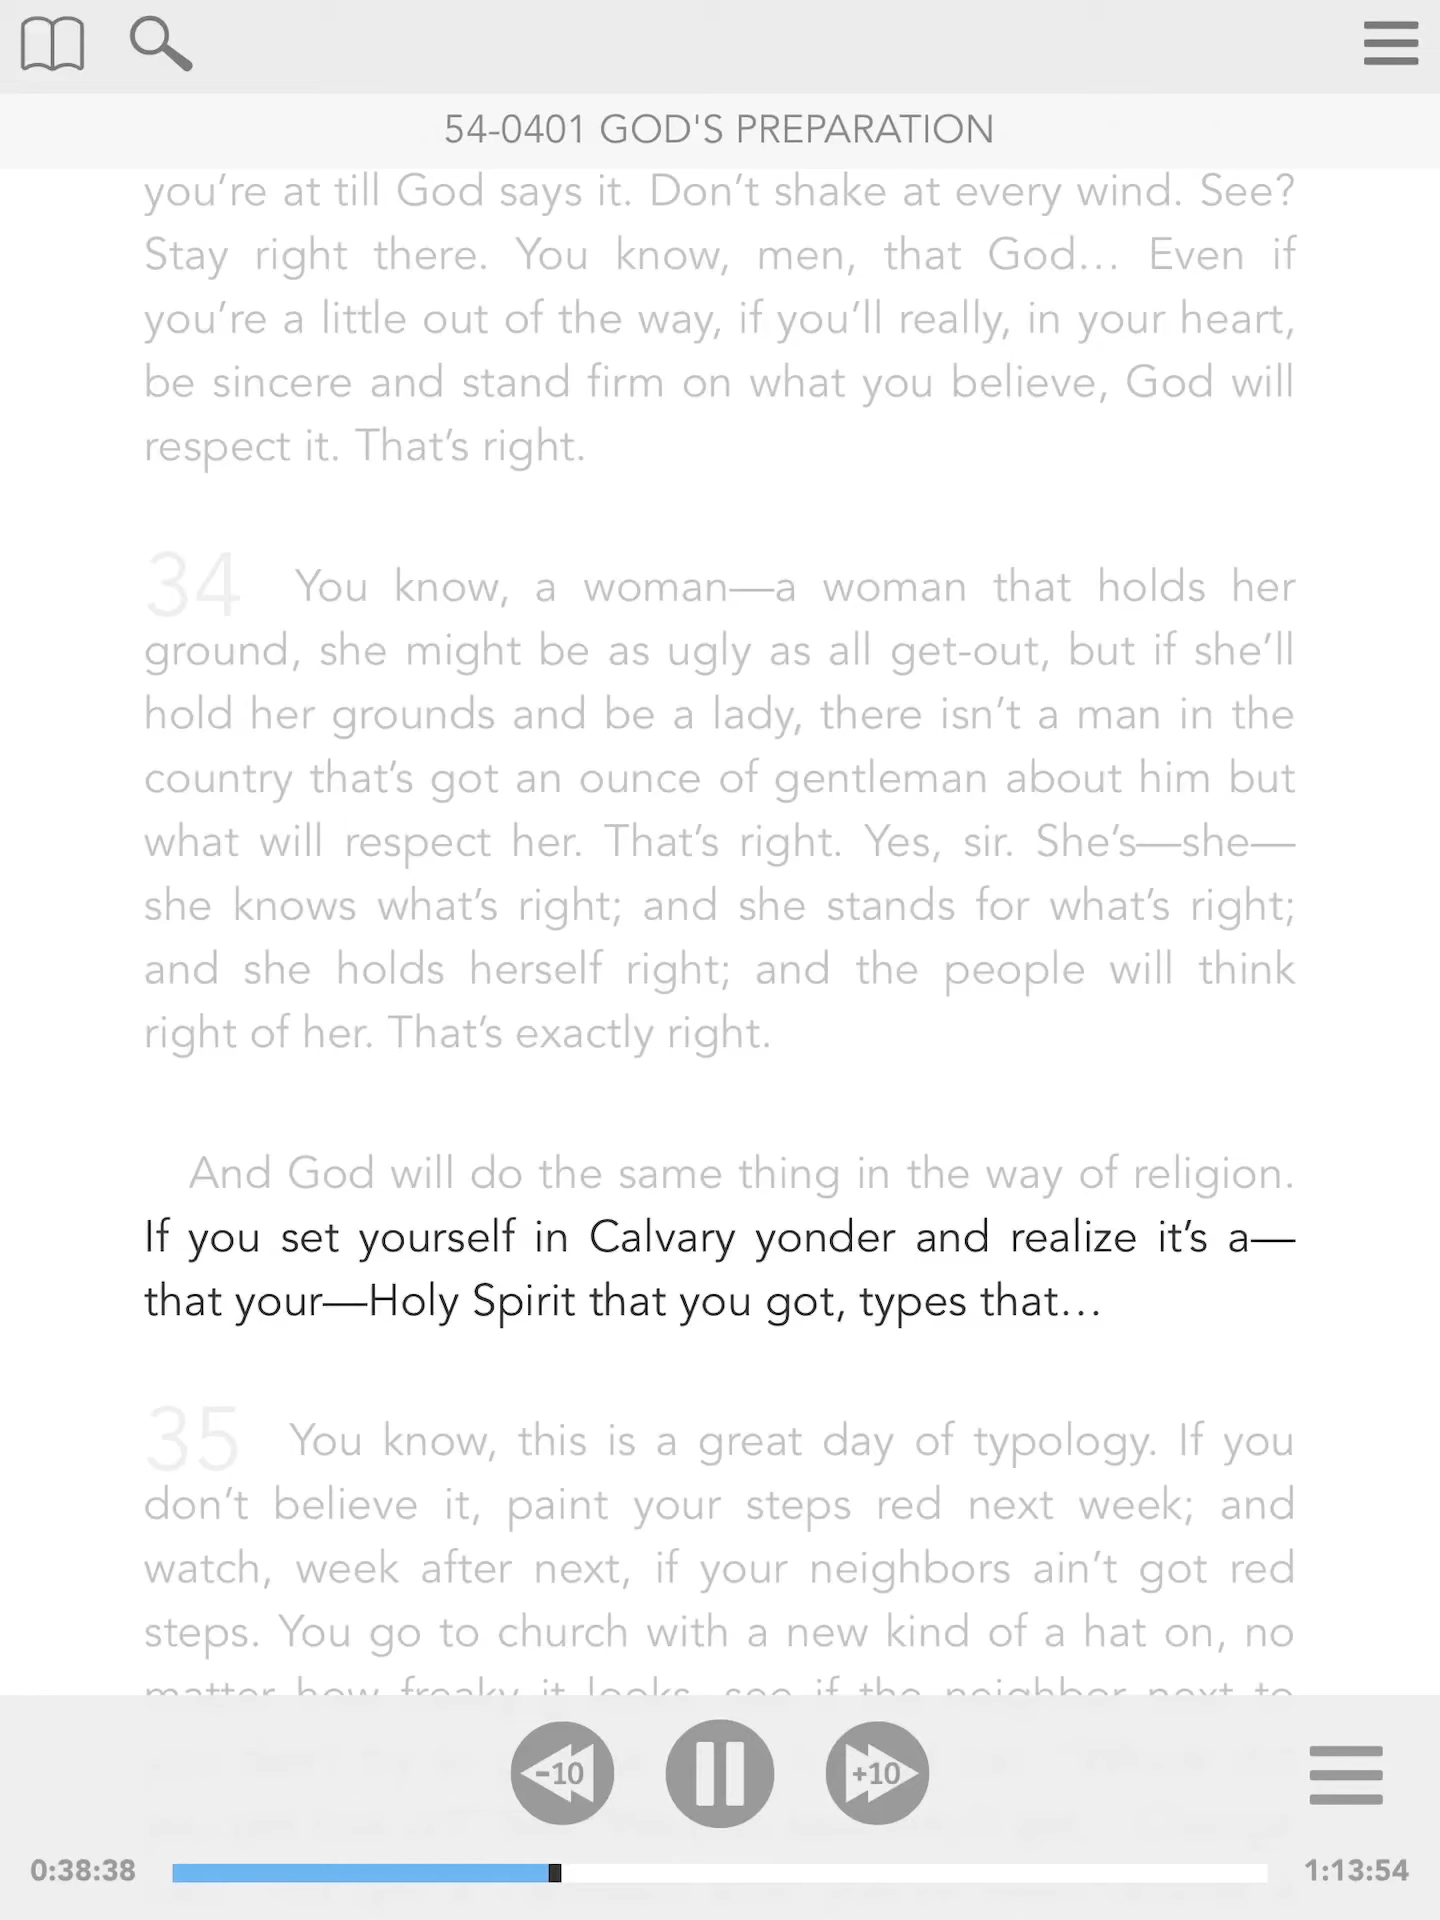 54-0401 GOD'S PREPARATION
you’re at till God says it. Don’t shake at every wind. See?
Stay right there. You know, men, that God… Even if
you’re a little out of the way, if you’ll really, in your heart,
be sincere and stand firm on what you believe, God will
respect it. That’s right.
34 You know, a woman—a woman that holds her
ground, she might be as ugly as all get-out, but if she’ll
hold her grounds and be a lady, there isn’t a man in the
country that’s got an ounce of gentleman about him but
what will respect her. That’s right. Yes, sir. She’s—she—
she knows what’s right; and she stands for what’s right;
and she holds herself right; and the people will think
right of her. That’s exactly right.
And God will do the same thing in the way of religion.
If you set yourself in Calvary yonder and realize it’s a—
that your—Holy Spirit that you got, types that…
35 You know, this is a great day of typology. If you
don’t believe it, paint your steps red next week; and
watch, week after next, if your neighbors ain’t got red
steps. You go to church with a new kind of a hat on, no
matter how freaky it looks, see if the neighbor next to
-10 +10
0:38:38 1:13:54